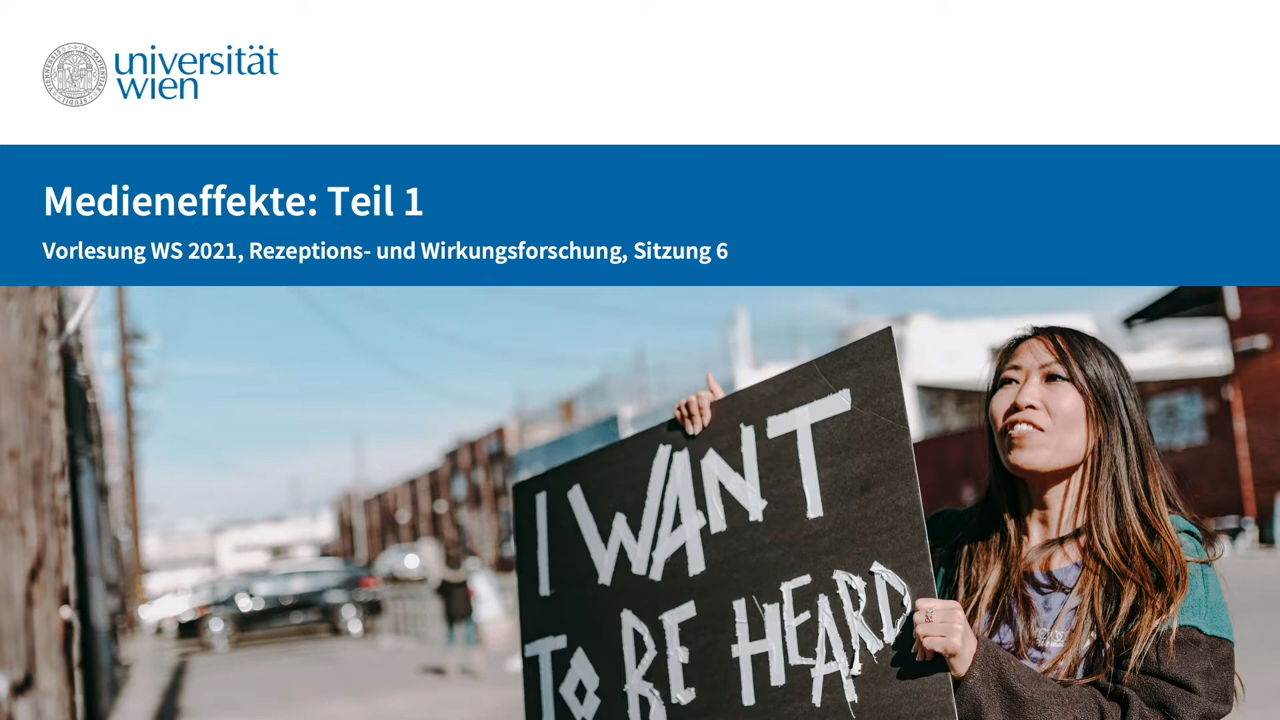 universität
wien
Medieneffekte: Teil 1
Vorlesung WS 2021, Rezeptions- und Wirkungsforschung, Sitzung 6
I WANT
TO BE HEARD